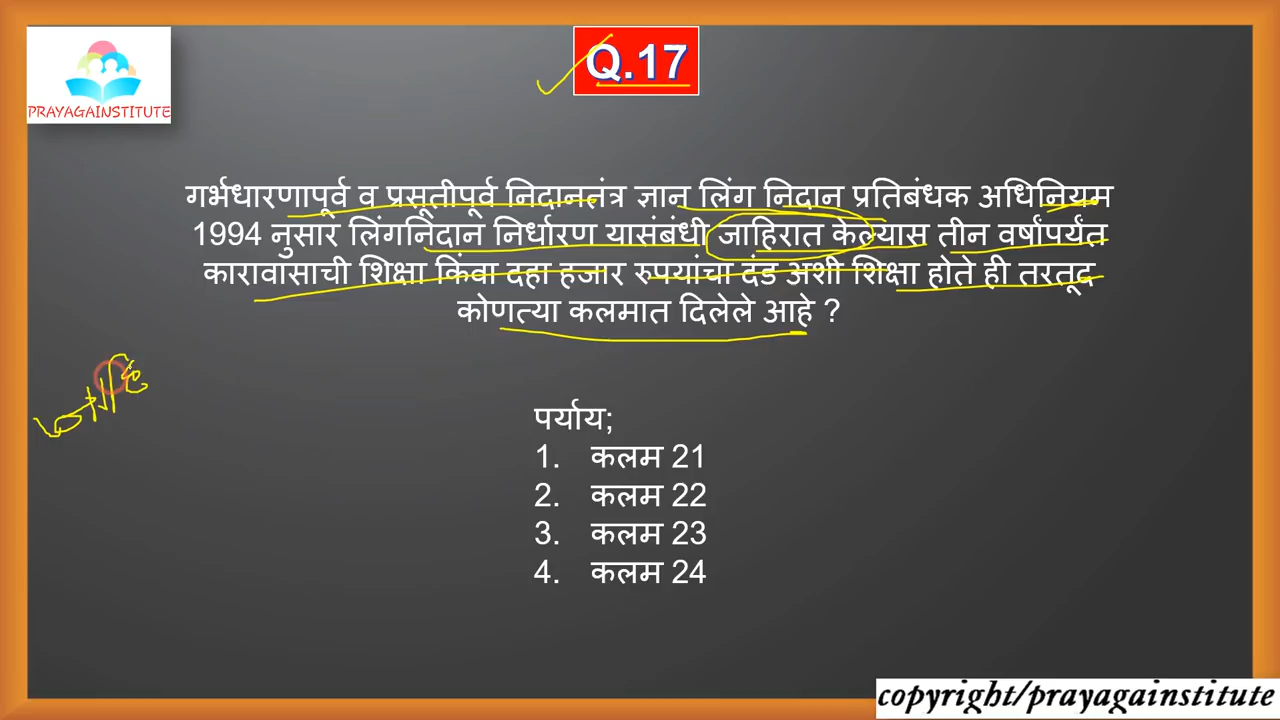 PRAYAGAINSTITUTE
Q.17
गर्भधारणापूर्व व प्रसूतीपूर्व निदानतंत्र ज्ञान लिंग निदान प्रतिबंधक अधिनियम
1994 नुसार लिंगनिदान निर्धारण यासंबंधी जाहिरात केल्यास तीन वर्षांपर्यंत
कारावासाची शिक्षा किंवा दहा हजार रुपयांचा दंड अशी शिक्षा होते ही तरतूद
कोणत्या कलमात दिलेले आहे ?
पर्याय;
1. कलम 21
2. कलम 22
3. कलम 23
4. कलम 24
copyright/prayagainstitute